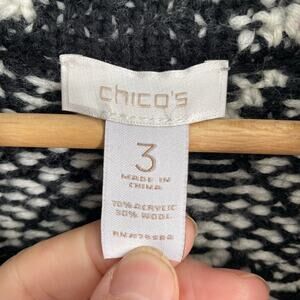 chico's
3
MADE IN
CHINA
70% ACRYLIC
30% WOOL